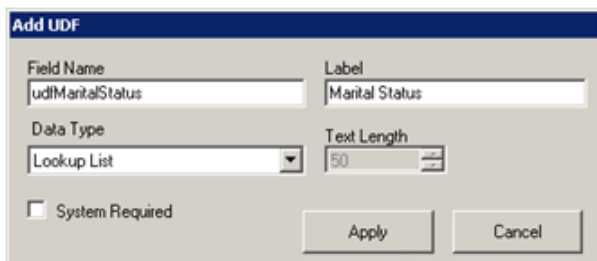 Add UDF
Field Name Label
udfMaritalStatus Marital Status
Data Type Text Length
Lookup List 50
System Required
Apply Cancel